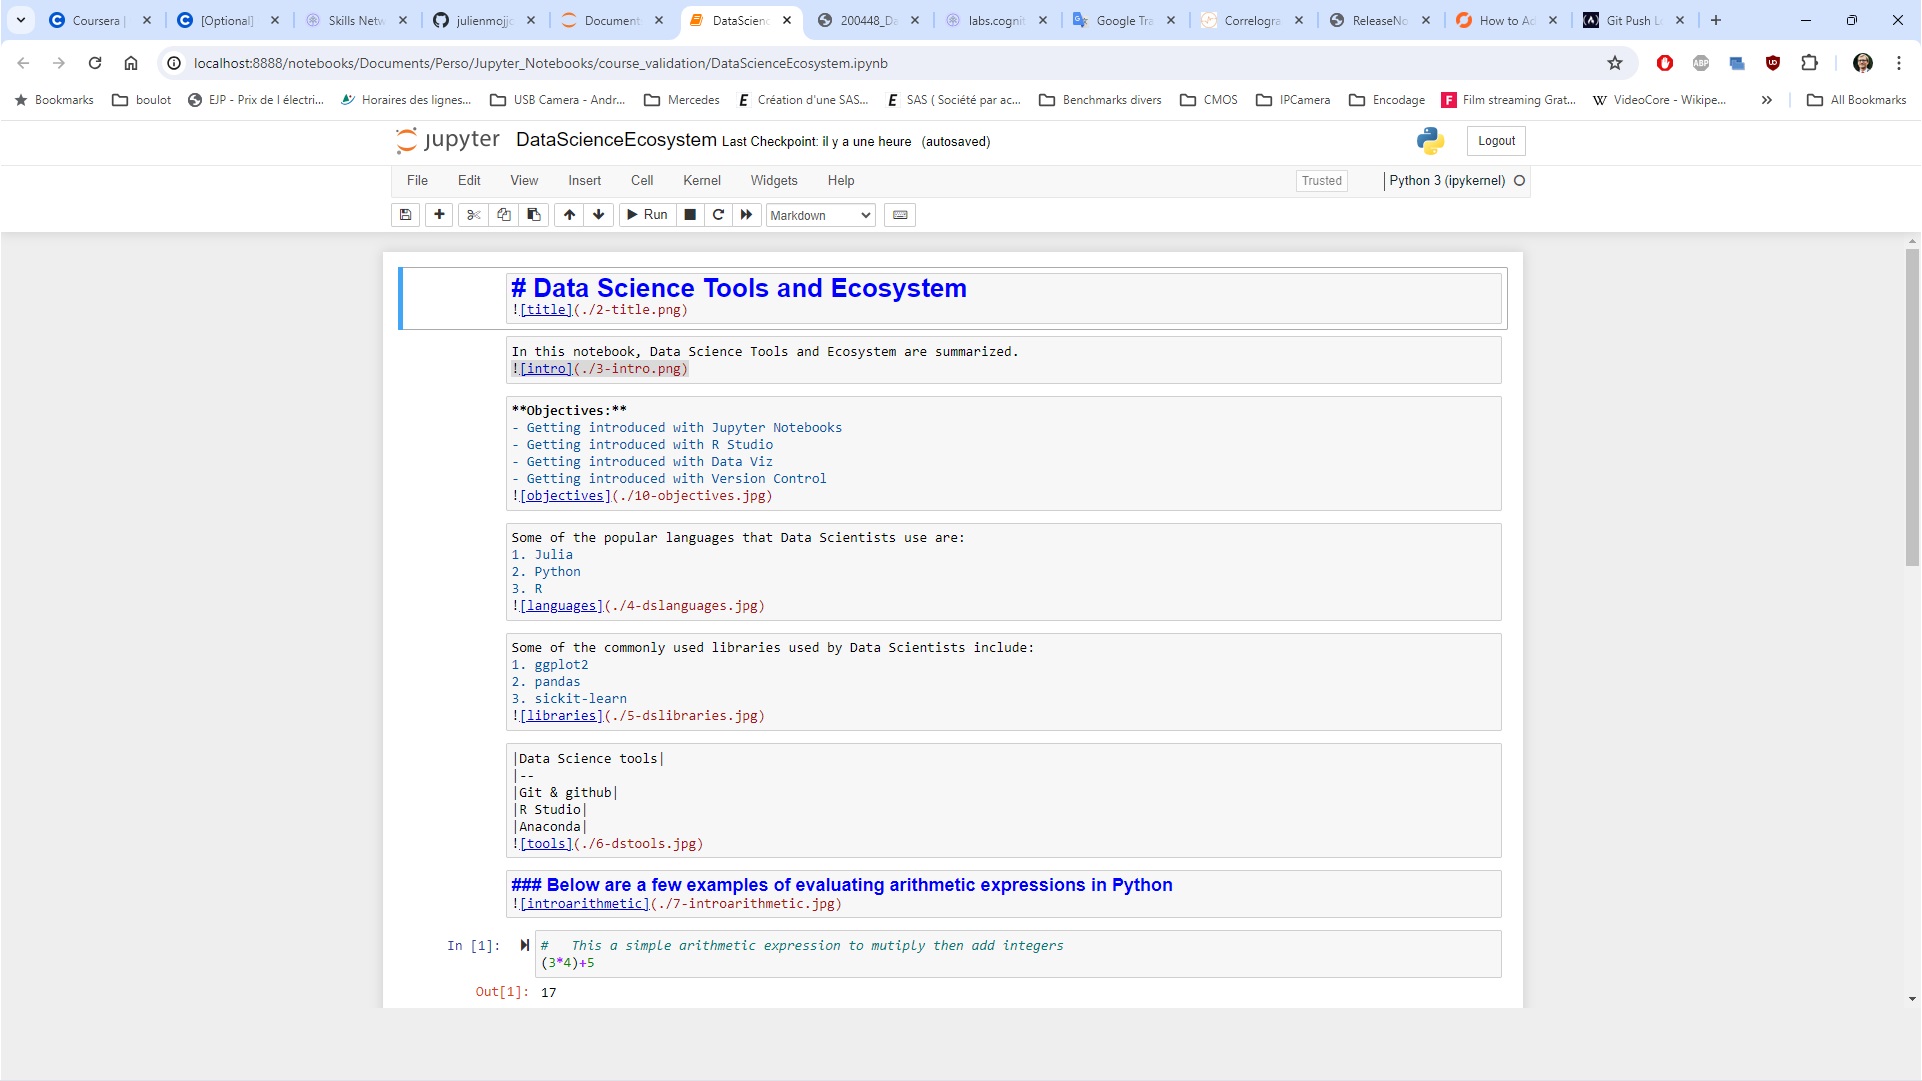 Coursera
[Optional]
Skills Netw
julienmojjo
Document
DataScienc
200448_Da
labs.cognit
Google Tra
Correlogra
ReleaseNo
How to Ad
Git Push Lo
localhost:8888/notebooks/Documents/Perso/Jupyter_Notebooks/course_validation/DataScienceEcosystem.ipynb
ABP
Bookmarks
boulot
EJP - Prix de l électri...
Horaires des lignes...
USB Camera - Andr...
Mercedes
Création d'une SAS...
SAS ( Société par ac...
Benchmarks divers
CMOS
IPCamera
Encodage
Film streaming Grat...
VideoCore - Wikipe...
All Bookmarks
jupyter DataScienceEcosystem Last Checkpoint: il y a une heure (autosaved)
Logout
File Edit View Insert Cell Kernel Widgets Help
Trusted
Python 3 (ipykernel)
Run
Markdown
# Data Science Tools and Ecosystem
![title](./2-title.png)
In this notebook, Data Science Tools and Ecosystem are summarized.
![intro](./3-intro.png)
**Objectives:**
- Getting introduced with Jupyter Notebooks
- Getting introduced with R Studio
- Getting introduced with Data Viz
- Getting introduced with Version Control
![objectives](./10-objectives.jpg)
Some of the popular languages that Data Scientists use are:
1. Julia
2. Python
3. R
![languages](./4-dslanguages.jpg)
Some of the commonly used libraries used by Data Scientists include:
1. ggplot2
2. pandas
3. sickit-learn
![libraries](./5-dslibraries.jpg)
|Data Science tools|
|--
|Git & github|
|R Studio|
|Anaconda|
![tools](./6-dstools.jpg)
### Below are a few examples of evaluating arithmetic expressions in Python
![introarithmetic](./7-introarithmetic.jpg)
In [1]:
# This a simple arithmetic expression to mutiply then add integers
(3*4)+5
Out[1]: 17